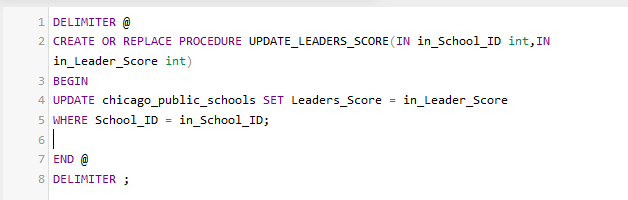 1 DELIMITER @
2 CREATE OR REPLACE PROCEDURE UPDATE_LEADERS_SCORE(IN in_School_ID int,IN
in_Leader_Score int)
3 BEGIN
4 UPDATE chicago_public_schools SET Leaders_Score = in_Leader_Score
5 WHERE School_ID = in_School_ID;
6
7 END @
8 DELIMITER ;